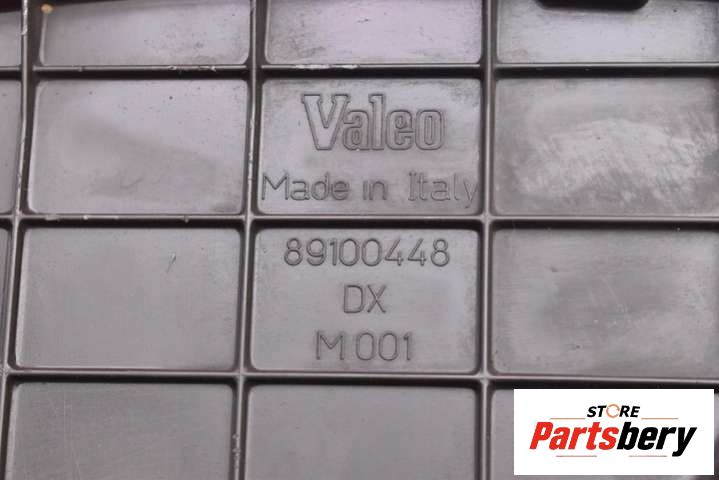 Valeo
Made in Italy
89100448
DX
M001
STORE
Partsbery